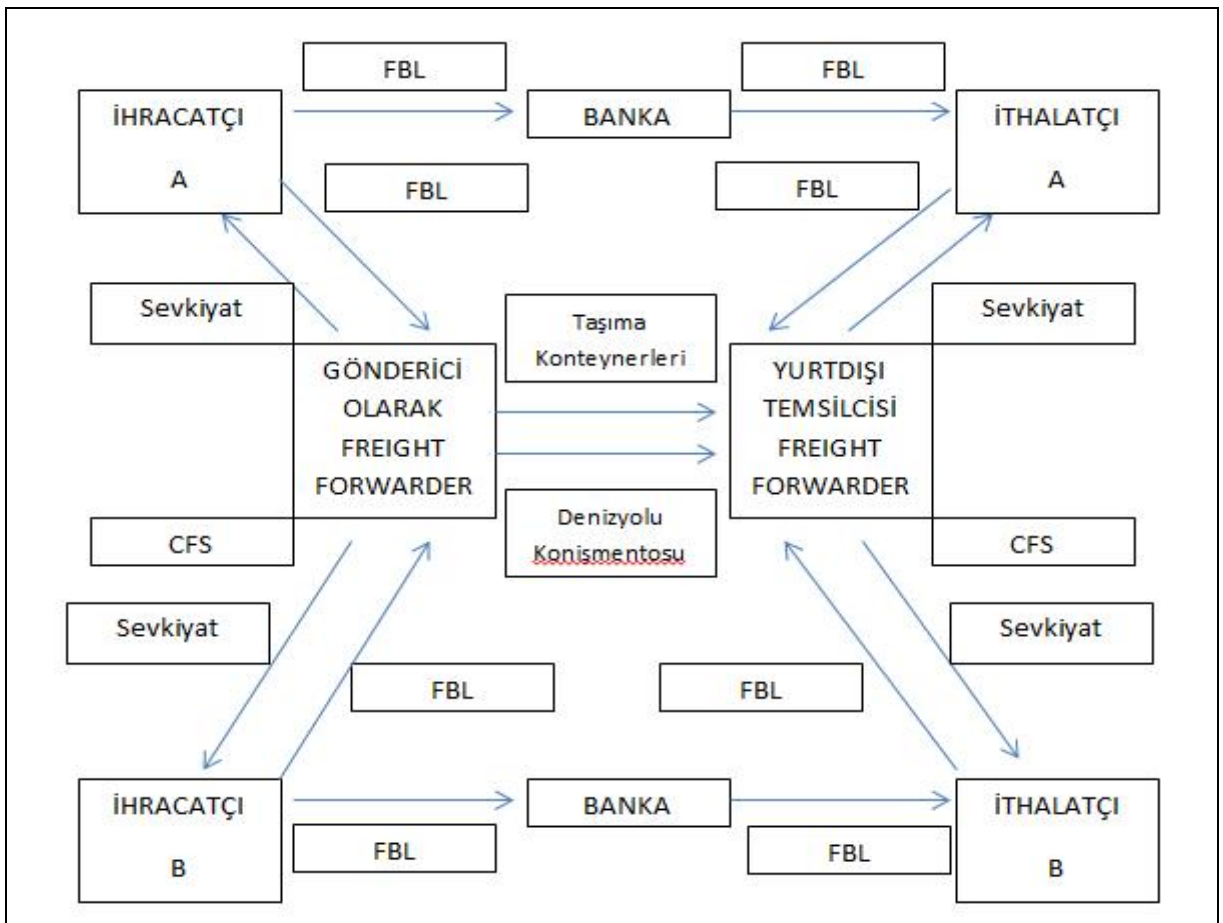 FBL
FBL
İHRACATÇI
A
BANKA
İTHALATÇI
A
FBL
FBL
Sevkiyat
Taşıma
Konteynerleri
Sevkiyat
GÖNDERİCİ
OLARAK
FREIGHT
FORWARDER
YURTDIŞI
TEMSİLCİSİ
FREIGHT
FORWARDER
CFS
Denizyolu
Konişmentosu
CFS
Sevkiyat
Sevkiyat
FBL
FBL
İHRACATÇI
B
BANKA
İTHALATÇI
B
FBL
FBL